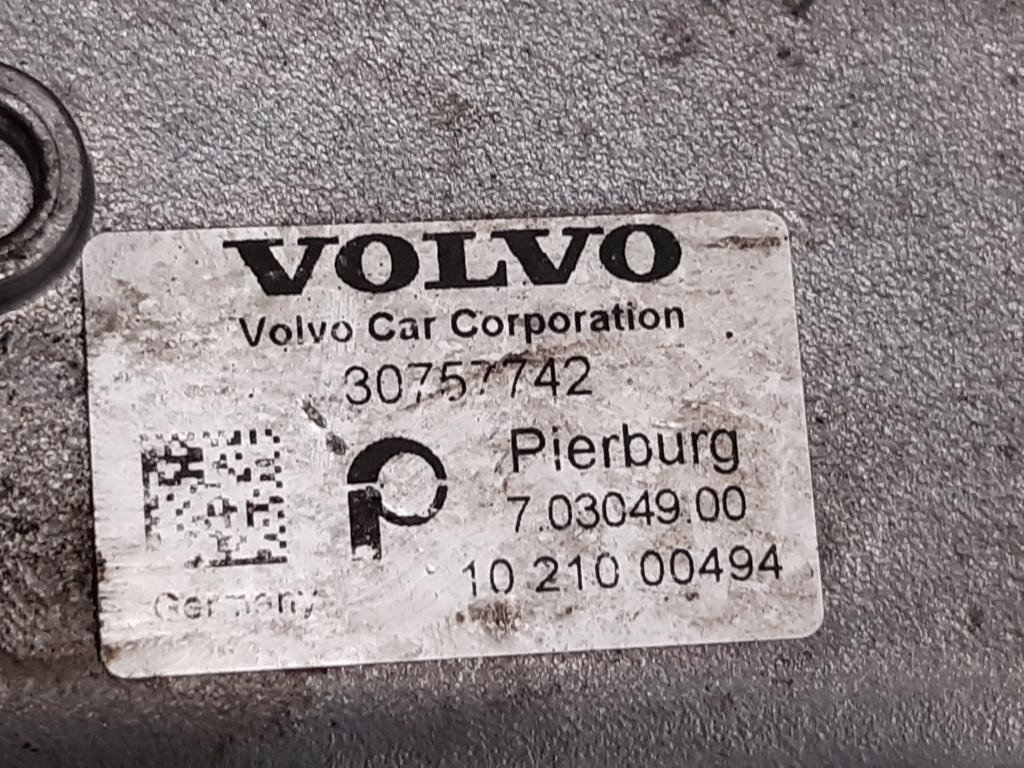 VOLVO
Volvo Car Corporation
30757742
Pierburg
7.03049.00
10 210 00494
Germany